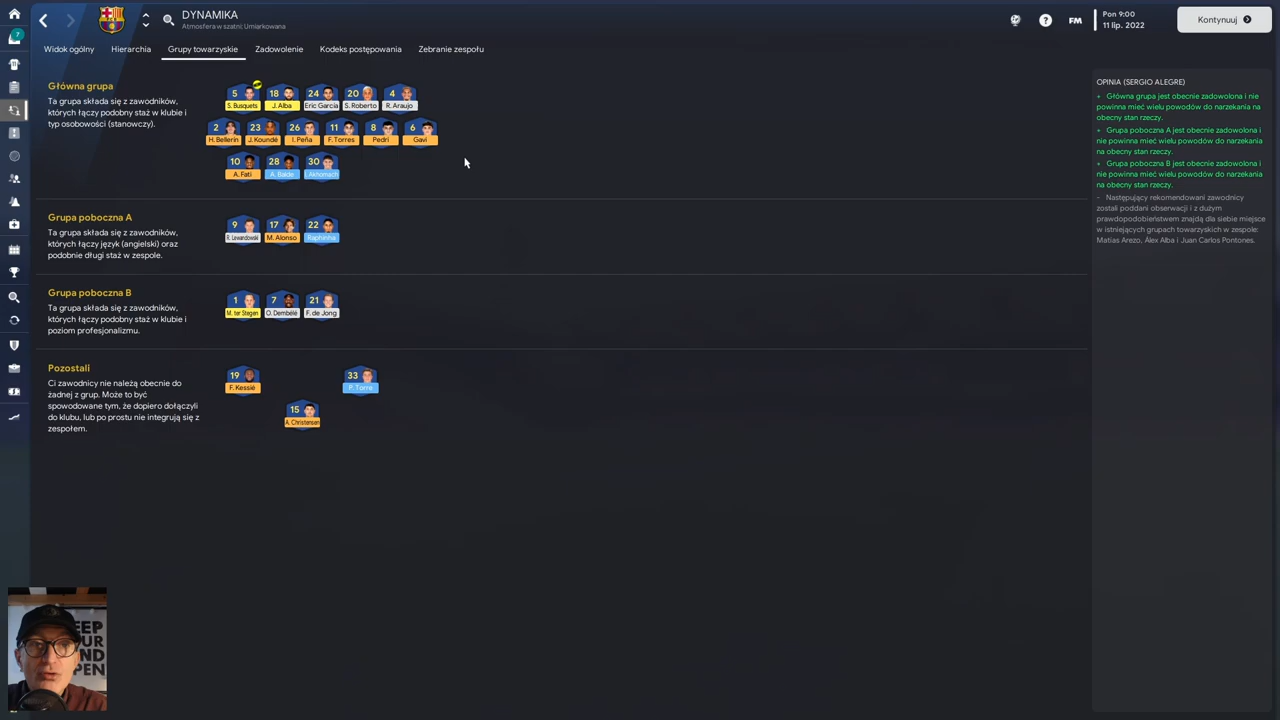 DYNAMIKA
Atmosfera w szatni: Umiarkowana
7
FM
Pon 9:00
11 lip. 2022
Kontynuuj
Widok ogólny
Hierarchia
Grupy towarzyskie
Zadowolenie
Kodeks postępowania
Zebranie zespołu
Główna grupa
Ta grupa składa się z zawodników,
których łączy podobny staż w klubie i
typ osobowości (stanowczy).
5 18 24 20 4
S. Busquets J. Alba Eric García S. Roberto R. Araujo
2 23 26 11 8 6
H. Bellerín J. Koundé I. Peña F. Torres Pedri Gavi
10 28 30
A. Fati A. Balde I. Akhomach
Grupa poboczna A
Ta grupa składa się z zawodników,
których łączy język (angielski) oraz
podobnie długi staż w zespole.
9 17 22
R. Lewandowski M. Alonso Raphinha
Grupa poboczna B
Ta grupa składa się z zawodników,
których łączy podobny staż w klubie i
poziom profesjonalizmu.
1 7 21
M. ter Stegen O. Dembélé F. de Jong
Pozostali
Ci zawodnicy nie należą obecnie do
żadnej z grup. Może to być
spowodowane tym, że dopiero dołączyli
do klubu, lub po prostu nie integrują się z
zespołem.
19 33
F. Kessié P. Torre
15
A. Christensen
OPINIA (SERGIO ALEGRE)
+ Główna grupa jest obecnie zadowolona i nie
powinna mieć wielu powodów do narzekania na
obecny stan rzeczy.
+ Grupa poboczna A jest obecnie zadowolona i
nie powinna mieć wielu powodów do narzekania
na obecny stan rzeczy.
+ Grupa poboczna B jest obecnie zadowolona i
nie powinna mieć wielu powodów do narzekania
na obecny stan rzeczy.
- Następujący rekomendowani zawodnicy
zostali poddani obserwacji i z dużym
prawdopodobieństwem znajdą dla siebie miejsce
w istniejących grupach towarzyskich w zespole:
Matías Arezo, Álex Alba i Juan Carlos Pontones.